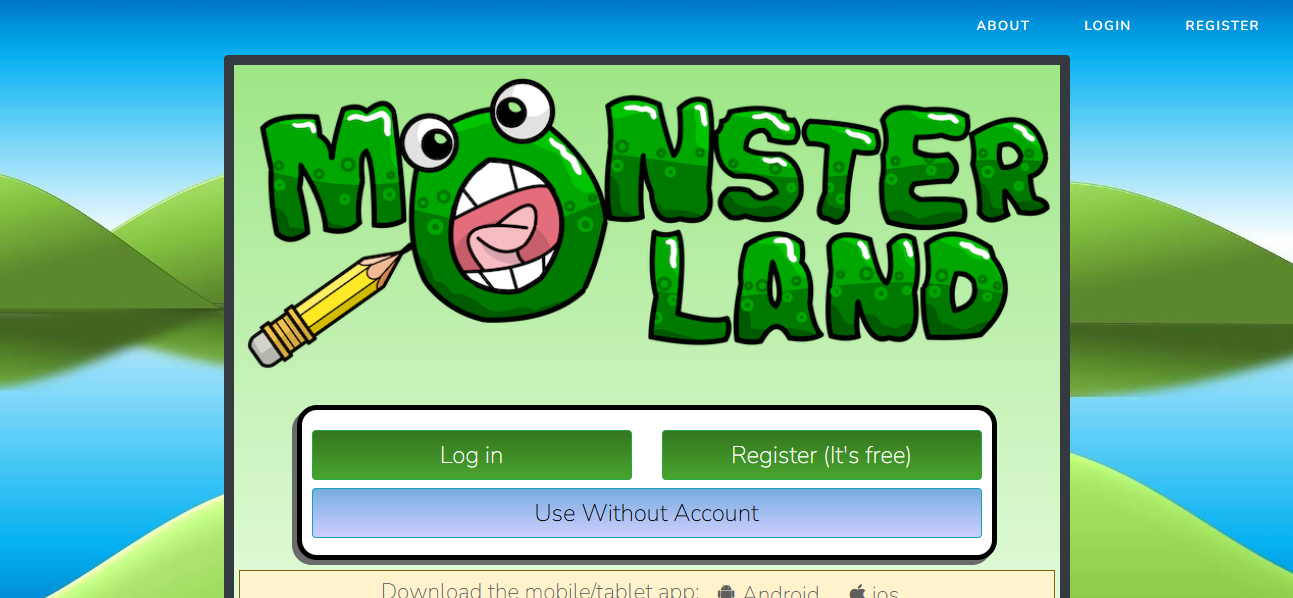 ABOUT LOGIN REGISTER
MONSTER
LAND
Log in Register (It's free)
Use Without Account
Download the mobile/tablet app: Android ios